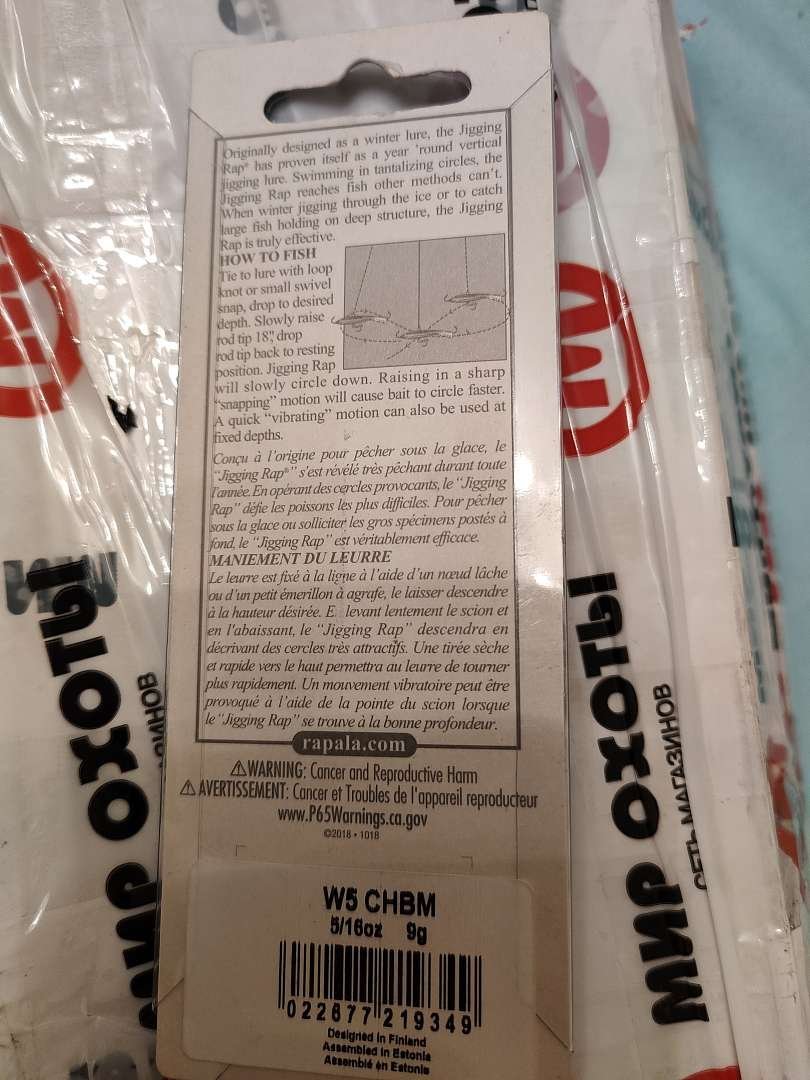 Originally designed as a winter lure, the Jigging
Rap® has proven itself as a year 'round vertical
jigging lure. Swimming in tantalizing circles, the
Jigging Rap reaches fish other methods can't.
When winter jigging through the ice or to catch
large fish holding on deep structure, the Jigging
Rap is truly effective.
HOW TO FISH
Tie to lure with loop
knot or small swivel
snap, drop to desired
depth. Slowly raise
rod tip 18", drop
rod tip back to resting
position. Jigging Rap
will slowly circle down. Raising in a sharp
"snapping" motion will cause bait to circle faster.
A quick "vibrating" motion can also be used at
fixed depths.
Conçu à l'origine pour pêcher sous la glace, le
"Jigging Rap®" s'est révélé très pêchant durant toute
l'année. En opérant des cercles provocants, le "Jigging
Rap" défie les poissons les plus difficiles. Pour pêcher
sous la glace ou solliciter les gros spécimens postés à
fond, le "Jigging Rap" est véritablement efficace.
MANIEMENT DU LEURRE
Le leurre est fixé à la ligne à l'aide d'un nœud lâche
ou d'un petit émerillon à agrafe, le laisser descendre
à la hauteur désirée. E levant lentement le scion et
en l'abaissant, le "Jigging Rap" descendra en
décrivant des cercles très attractifs. Une tirée sèche
et rapide vers le haut permettra au leurre de tourner
plus rapidement. Un mouvement vibratoire peut être
provoqué à l'aide de la pointe du scion lorsque
le "Jigging Rap" se trouve à la bonne profondeur.
rapala.com
⚠WARNING: Cancer and Reproductive Harm
⚠ AVERTISSEMENT: Cancer et Troubles de l'appareil reproducteur
www.P65Warnings.ca.gov
©2018 • 1018
W5 CHBM
5/16oz 9g
022677 219349
Designed in Finland
Assembled in Estonia
Assemblé en Estonie
МИР ОХОТЫ
МИР ОХОТЫ
СЕТЬ МАГАЗИНОВ